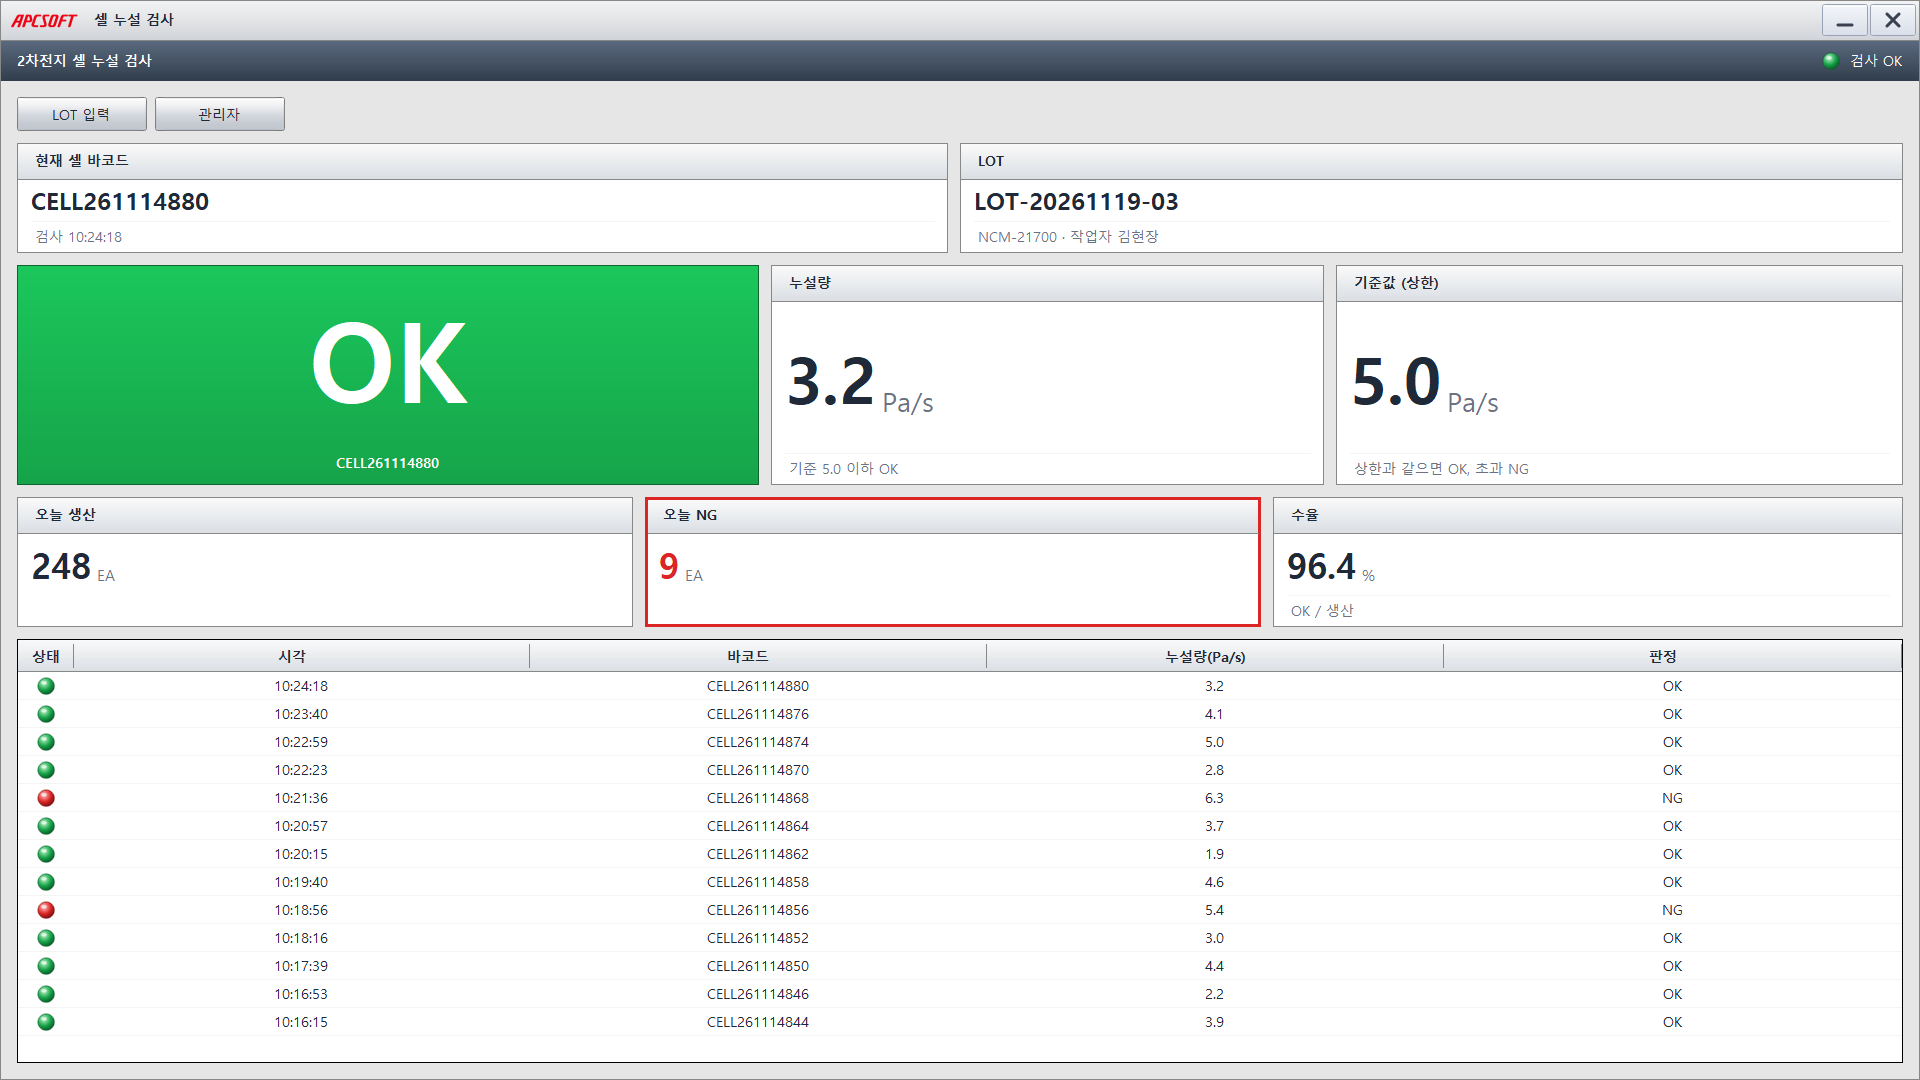 APCSOFT 셀 누설 검사
2차전지 셀 누설 검사
검사 OK
LOT 입력
관리자
현재 셀 바코드
CELL261114880
검사 10:24:18
LOT
LOT-20261119-03
NCM-21700 · 작업자 김현장
OK
CELL261114880
누설량
3.2 Pa/s
기준 5.0 이하 OK
기준값 (상한)
5.0 Pa/s
상한과 같으면 OK, 초과 NG
오늘 생산
248 EA
오늘 NG
9 EA
수율
96.4 %
OK / 생산
상태 시각 바코드 누설량(Pa/s) 판정
10:24:18 CELL261114880 3.2 OK
10:23:40 CELL261114876 4.1 OK
10:22:59 CELL261114874 5.0 OK
10:22:23 CELL261114870 2.8 OK
10:21:36 CELL261114868 6.3 NG
10:20:57 CELL261114864 3.7 OK
10:20:15 CELL261114862 1.9 OK
10:19:40 CELL261114858 4.6 OK
10:18:56 CELL261114856 5.4 NG
10:18:16 CELL261114852 3.0 OK
10:17:39 CELL261114850 4.4 OK
10:16:53 CELL261114846 2.2 OK
10:16:15 CELL261114844 3.9 OK